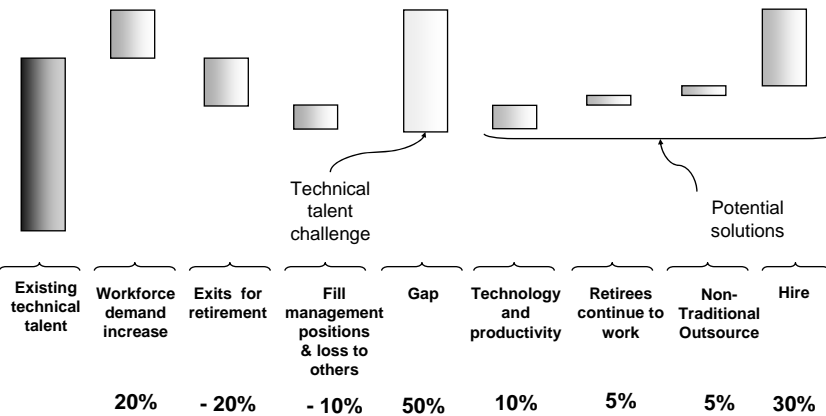 Technical
talent
challenge
Potential
solutions
Existing
technical
talent
Workforce
demand
increase
Exits for
retirement
Fill
management
positions
& loss to
others
Gap
Technology
and
productivity
Retirees
continue to
work
Non-
Traditional
Outsource
Hire
20%
- 20%
- 10%
50%
10%
5%
5%
30%